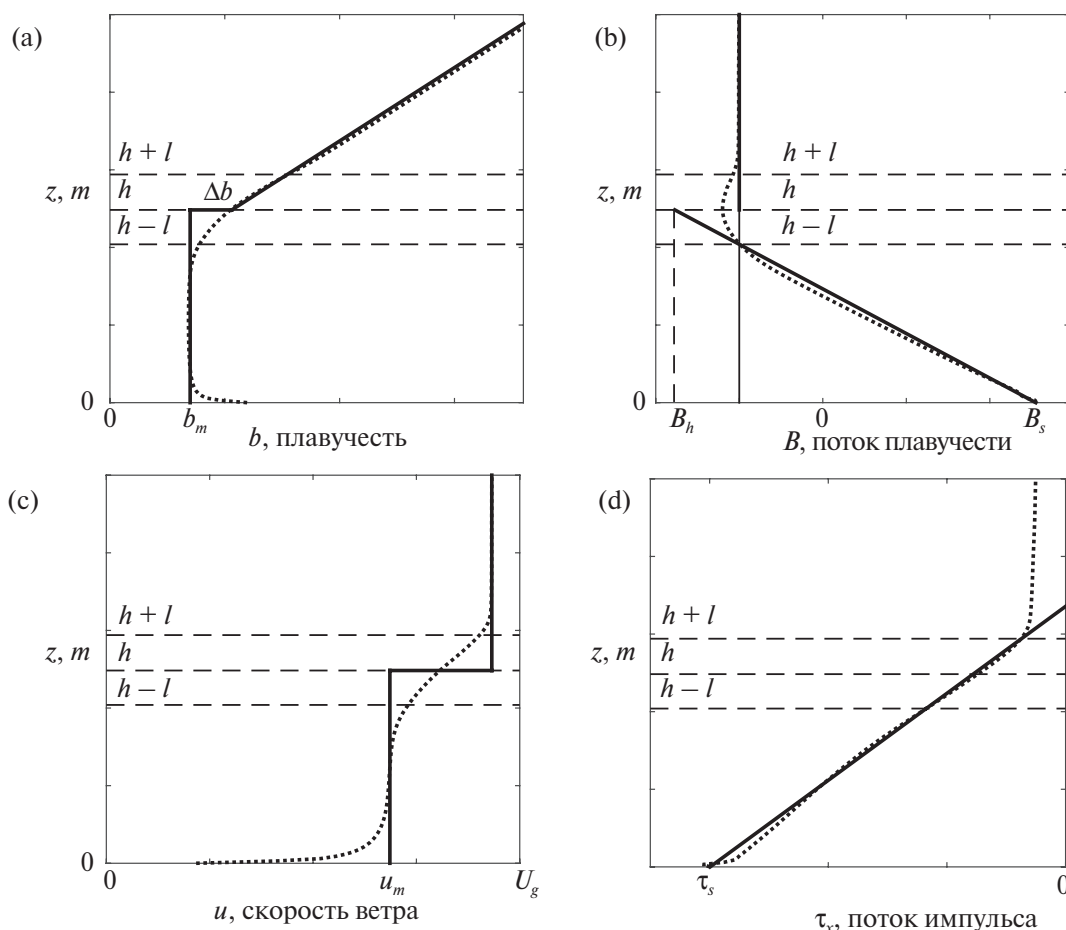 (a)
h + l
z, m
h
Δb
h – l
0
0
b_m
b, плавучесть
(b)
h + l
z, m
h
h – l
0
B_h
0
B_s
B, поток плавучести
(c)
h + l
z, m
h
h – l
0
0
u_m
U_g
u, скорость ветра
(d)
h + l
z, m
h
h – l
τ_s
0
τ_x, поток импульса